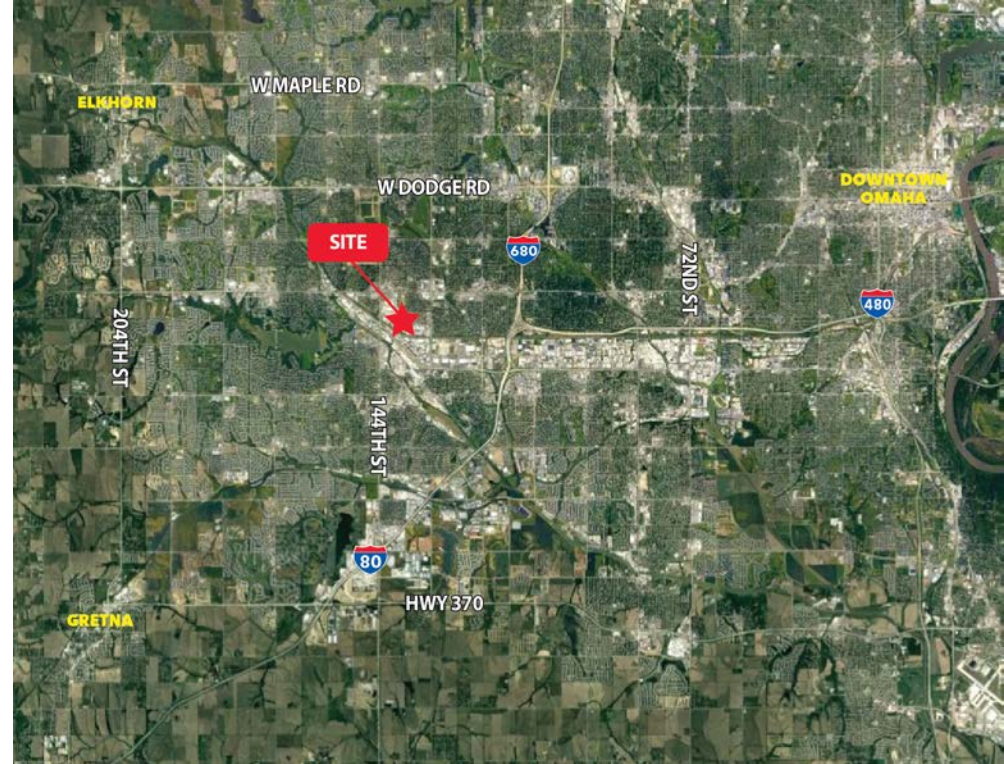 W MAPLE RD
ELKHORN
W DODGE RD
DOWNTOWN
OMAHA
SITE
680
72ND ST
480
204TH ST
144TH ST
80
HWY 370
GRETNA